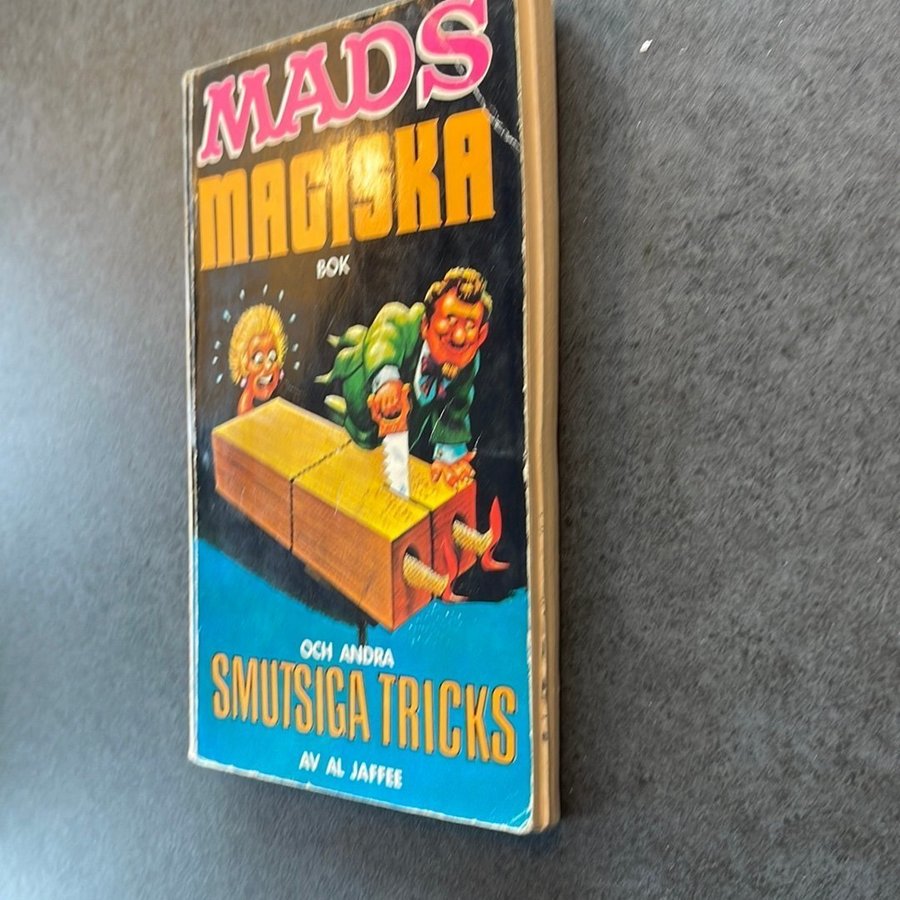 MADS
MAGISKA
BOK
OCH ANDRA
SMUTSIGA TRICKS
AV AL JAFFEE